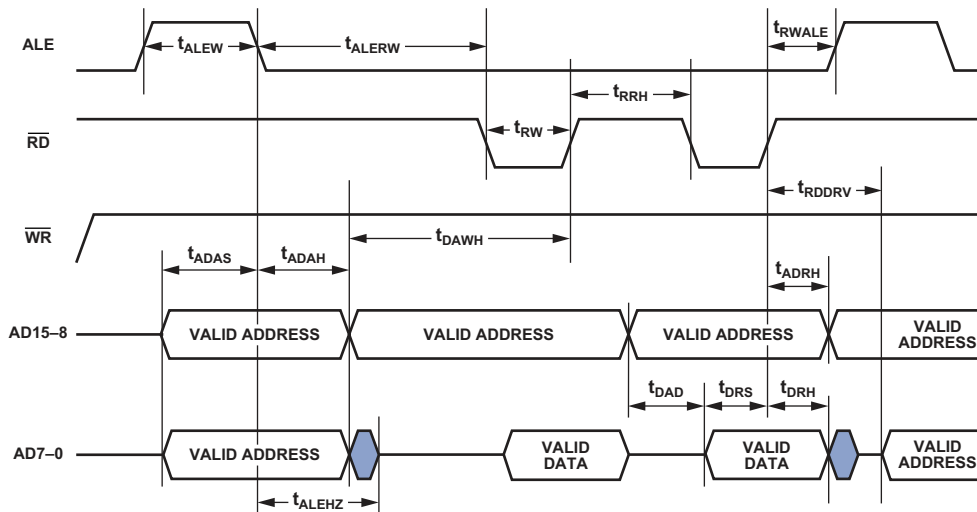 ALE
tALEW
tALERW
tRWALE
tRRH
RD
tRW
tRDDRV
WR
tDAWH
tADAS
tADAH
tADRH
AD15–8
VALID ADDRESS
VALID ADDRESS
VALID ADDRESS
VALID
ADDRESS
tDAD
tDRS
tDRH
AD7–0
VALID ADDRESS
VALID
DATA
VALID
DATA
VALID
ADDRESS
tALEHZ